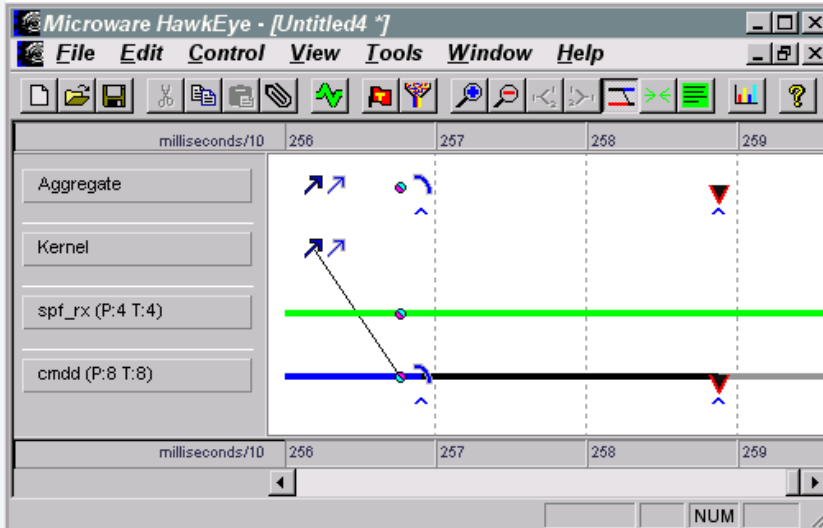 Microware HawkEye - [Untitled4 *]
File Edit Control View Tools Window Help
milliseconds/10 256 257 258 259
Aggregate
Kernel
spf_rx (P:4 T:4)
cmdd (P:8 T:8)
milliseconds/10 256 257 258 259
NUM